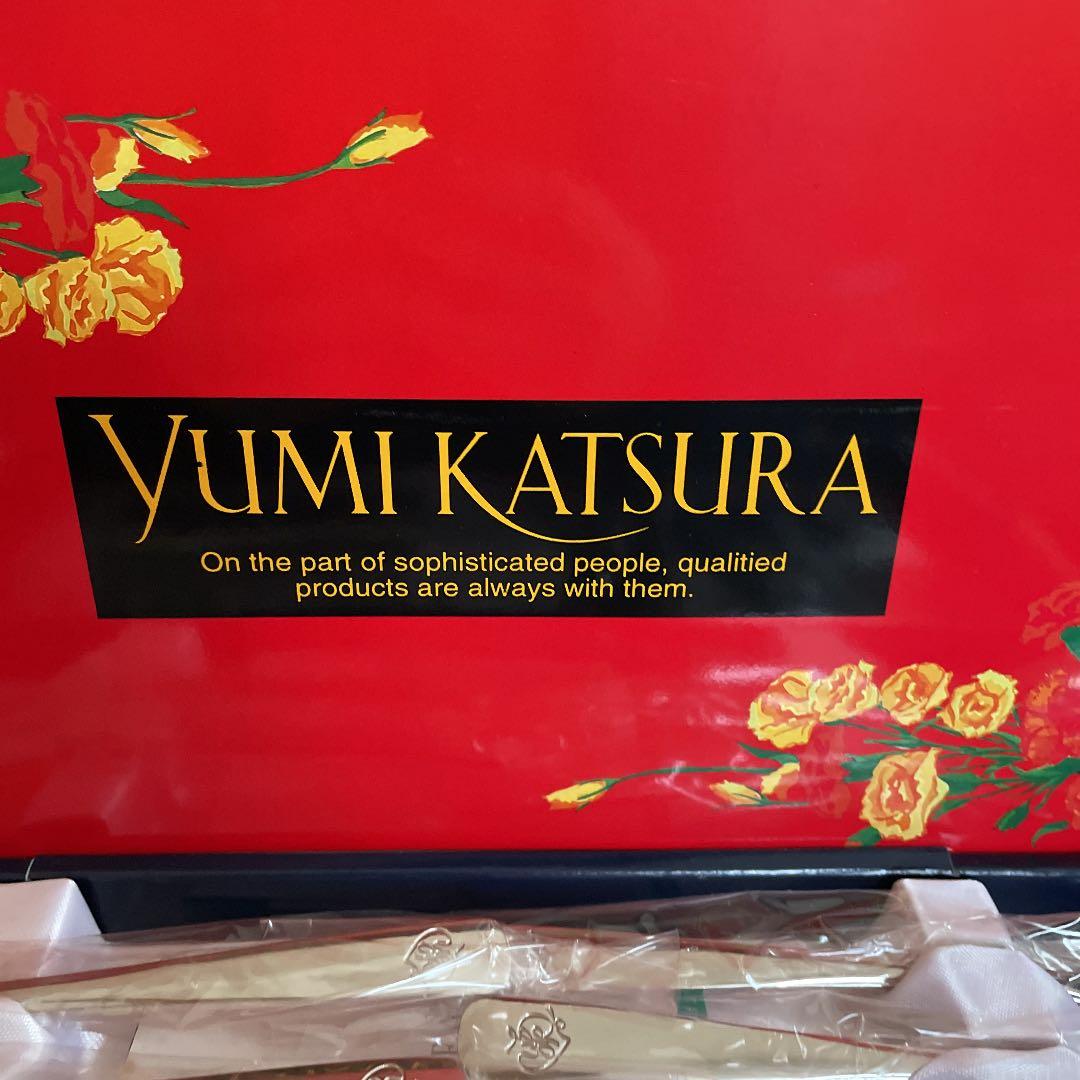 YUMI KATSURA
On the part of sophisticated people, qualitied
products are always with them.